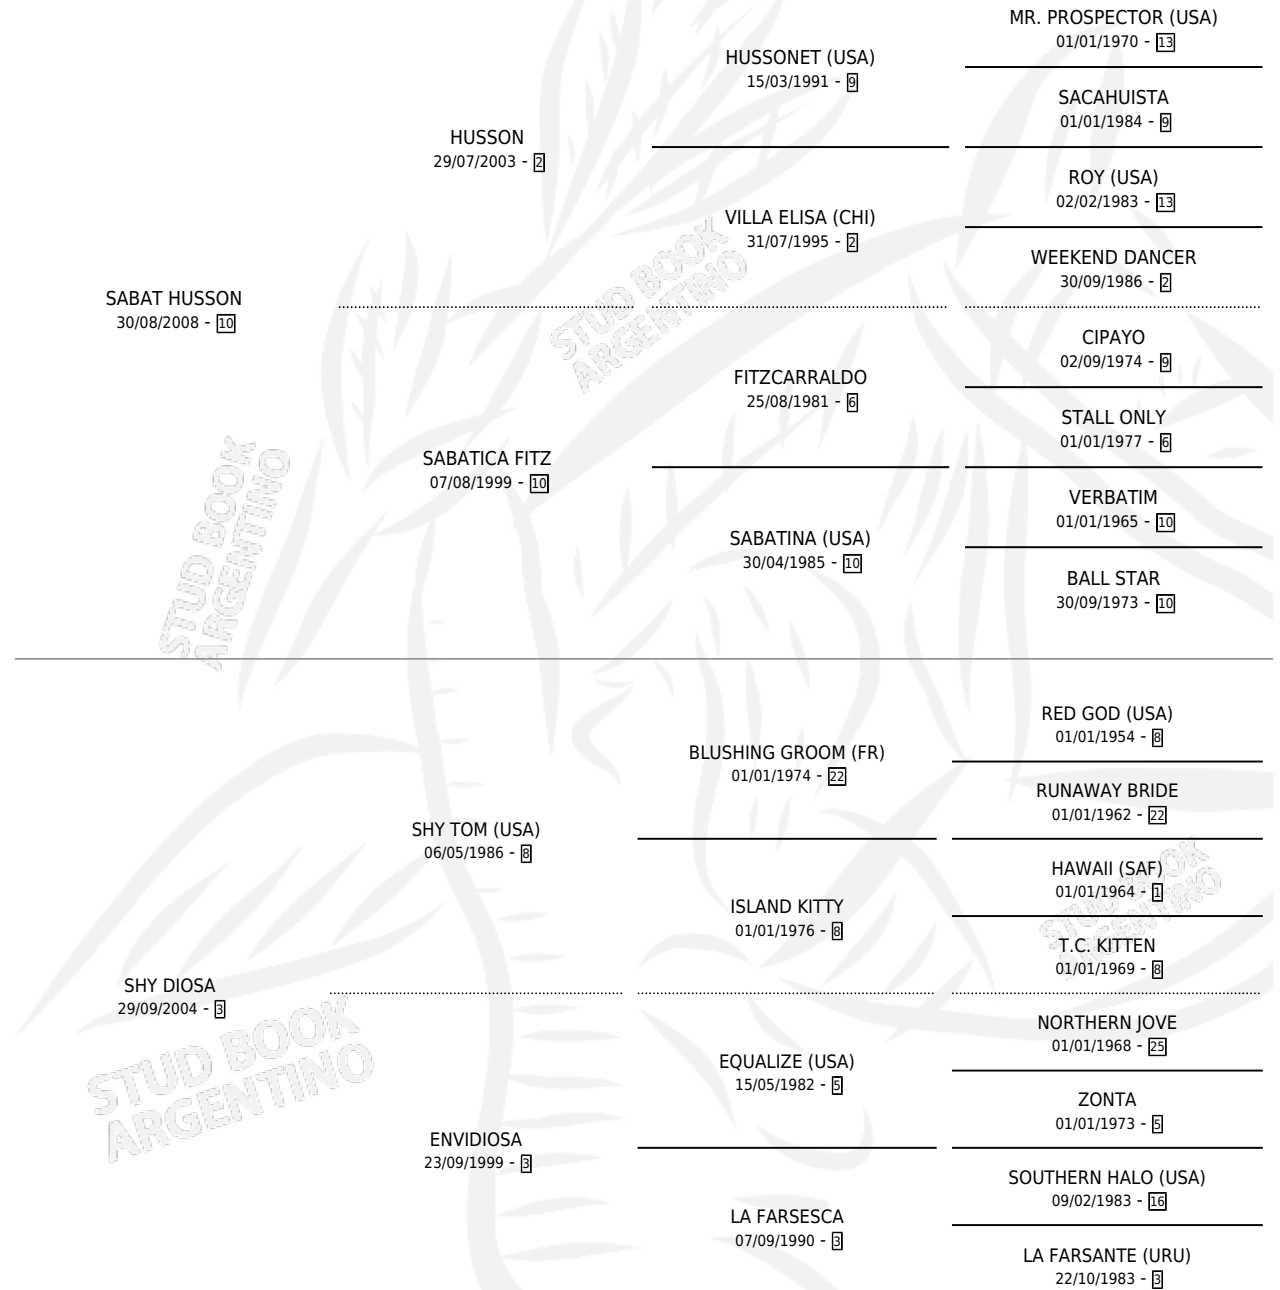 MR. PROSPECTOR (USA)
01/01/1970 - 13
HUSSONET (USA)
15/03/1991 - 9
SACAHUISTA
01/01/1984 - 9
HUSSON
29/07/2003 - 2
ROY (USA)
02/02/1983 - 13
VILLA ELISA (CHI)
31/07/1995 - 2
WEEKEND DANCER
30/09/1986 - 2
SABAT HUSSON
30/08/2008 - 10
STUD BOOK
ARGENTINO
CIPAYO
02/09/1974 - 9
FITZCARRALDO
25/08/1981 - 6
STALL ONLY
01/01/1977 - 6
SABATICA FITZ
07/08/1999 - 10
VERBATIM
01/01/1965 - 10
SABATINA (USA)
30/04/1985 - 10
BALL STAR
30/09/1973 - 10
STUD BOOK
ARGENTINO
RED GOD (USA)
01/01/1954 - 8
BLUSHING GROOM (FR)
01/01/1974 - 22
RUNAWAY BRIDE
01/01/1962 - 22
SHY TOM (USA)
06/05/1986 - 8
HAWAII (SAF)
01/01/1964 - 1
ISLAND KITTY
01/01/1976 - 8
STUD BOOK
ARGENTINO
T.C. KITTEN
01/01/1969 - 8
SHY DIOSA
29/09/2004 - 3
STUD BOOK
ARGENTINO
NORTHERN JOVE
01/01/1968 - 25
EQUALIZE (USA)
15/05/1982 - 5
ZONTA
01/01/1973 - 5
ENVIDIOSA
23/09/1999 - 3
SOUTHERN HALO (USA)
09/02/1983 - 16
LA FARSESCA
07/09/1990 - 3
LA FARSANTE (URU)
22/10/1983 - 3